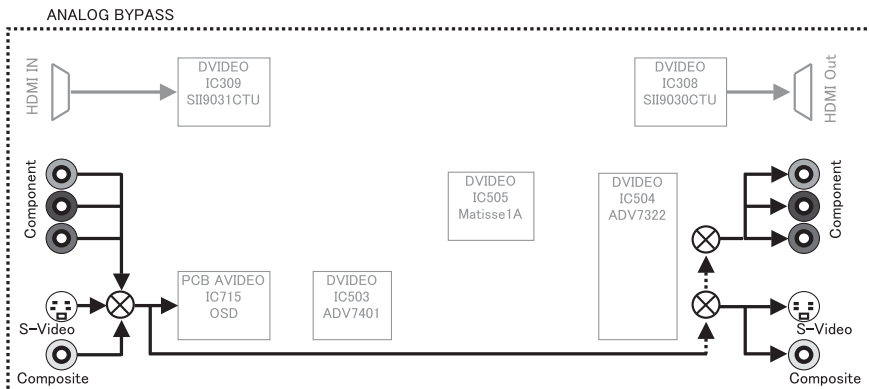 ANALOG BYPASS
HDMI IN
DVIDEO
IC309
SII9031CTU
DVIDEO
IC308
SII9030CTU
HDMI Out
Component
DVIDEO
IC505
Matisse1A
DVIDEO
IC504
ADV7322
Component
PCB AVIDEO
IC715
OSD
DVIDEO
IC503
ADV7401
S-Video
S-Video
Composite
Composite